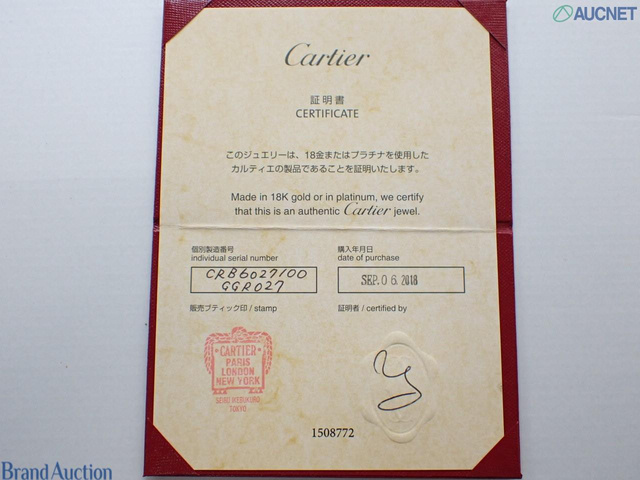 AUCNET
Cartier
証明書
CERTIFICATE
このジュエリーは、18金またはプラチナを使用した
カルティエの製品であることを証明いたします。
Made in 18K gold or in platinum, we certify
that this is an authentic Cartier jewel.
個別製造番号
individual serial number
CRB6027100
GGR027
購入年月日
date of purchase
SEP. 06. 2018
販売ブティック印 / stamp
証明者 / certified by
CARTIER
PARIS
LONDON
NEW YORK
TOKYO
1508772
Brand Auction